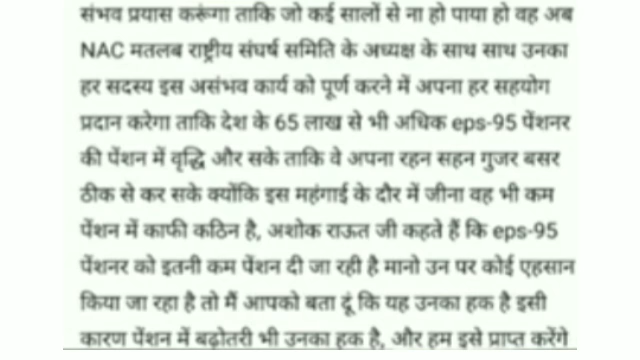 संभव प्रयास करूंगा ताकि जो कई सालों से ना हो पाया हो वह अब
NAC मतलब राष्ट्रीय संघर्ष समिति के अध्यक्ष के साथ साथ उनका
हर सदस्य इस असंभव कार्य को पूर्ण करने में अपना हर सहयोग
प्रदान करेगा ताकि देश के 65 लाख से भी अधिक eps-95 पेंशनर
की पेंशन में वृद्धि और सके ताकि वे अपना रहन सहन गुजर बसर
ठीक से कर सके क्योंकि इस महंगाई के दौर में जीना वह भी कम
पेंशन में काफी कठिन है, अशोक राऊत जी कहते हैं कि eps-95
पेंशनर को इतनी कम पेंशन दी जा रही है मानो उन पर कोई एहसान
किया जा रहा है तो मैं आपको बता दूं कि यह उनका हक है इसी
कारण पेंशन में बढ़ोतरी भी उनका हक है, और हम इसे प्राप्त करेंगे